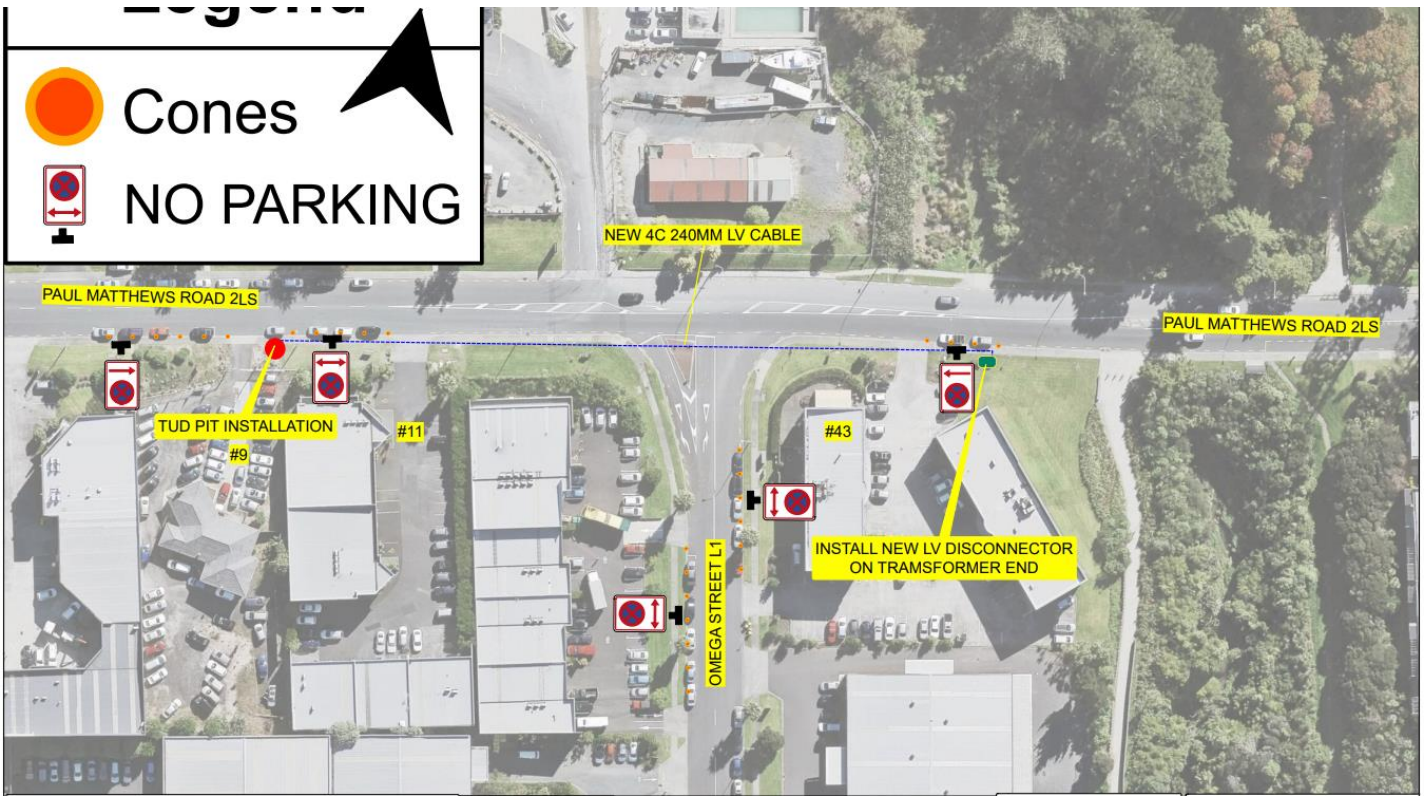 Legend
Cones
NO PARKING
NEW 4C 240MM LV CABLE
PAUL MATTHEWS ROAD 2LS
PAUL MATTHEWS ROAD 2LS
TUD PIT INSTALLATION
#9
#11
#43
INSTALL NEW LV DISCONNECTOR
ON TRAMSFORMER END
OMEGA STREET L1